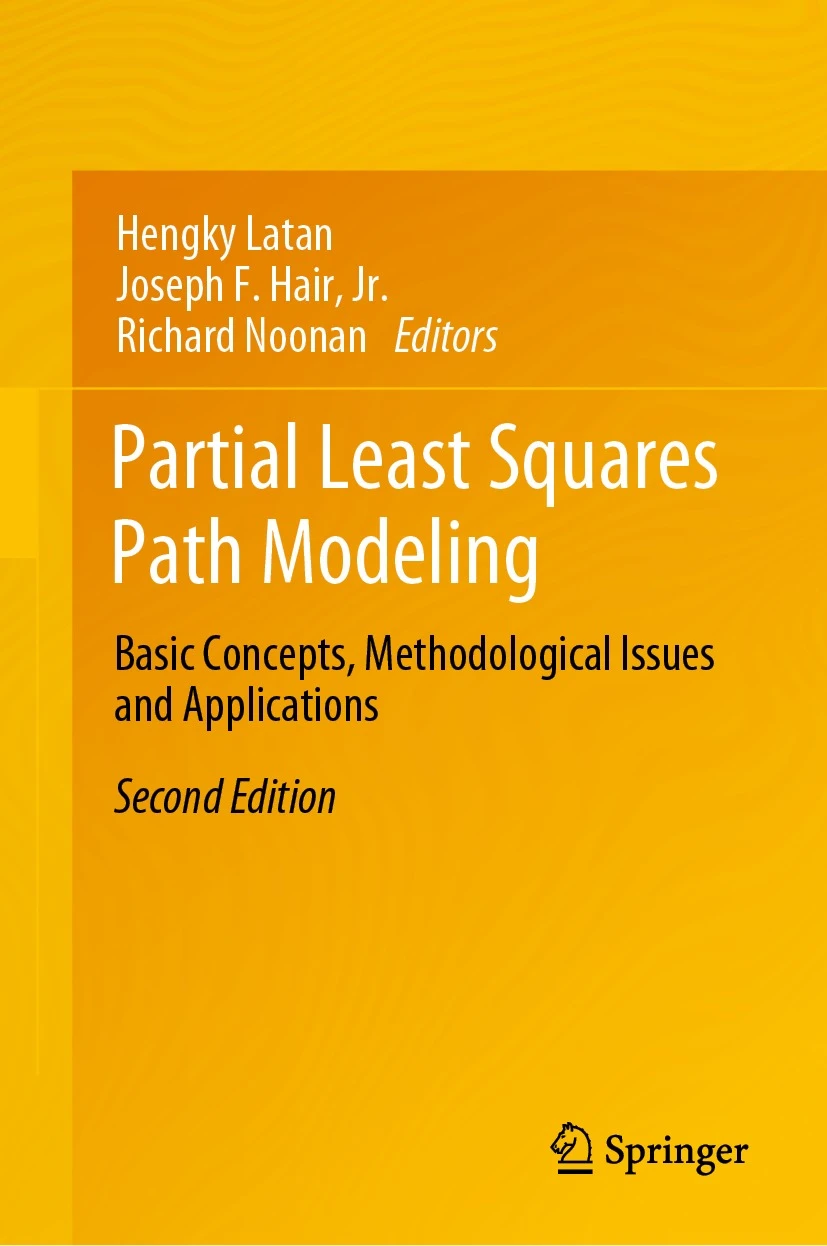 Hengky Latan
Joseph F. Hair, Jr.
Richard Noonan Editors
Partial Least Squares
Path Modeling
Basic Concepts, Methodological Issues
and Applications
Second Edition
Springer